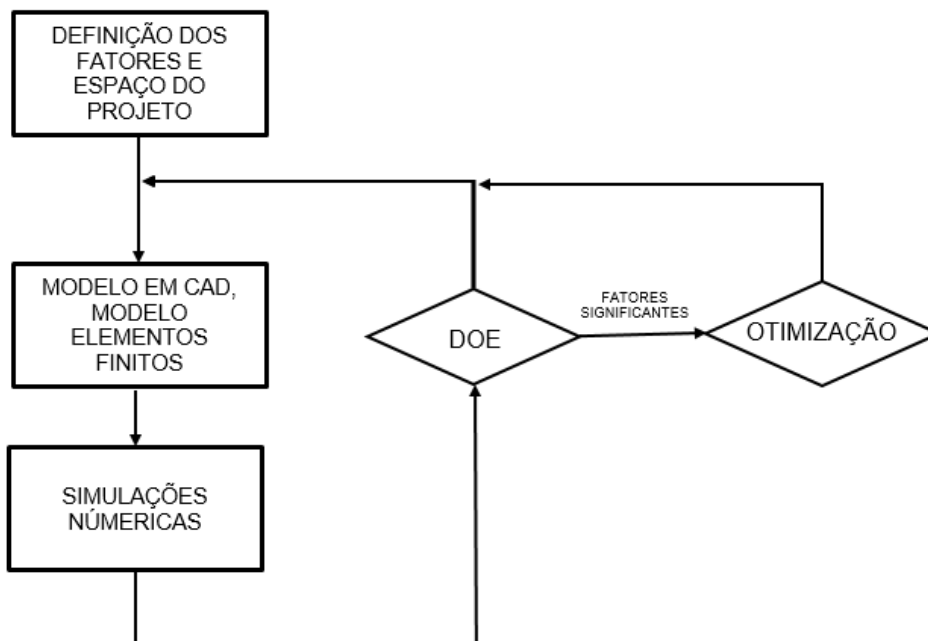 DEFINIÇÃO DOS
FATORES E
ESPAÇO DO
PROJETO
MODELO EM CAD,
MODELO
ELEMENTOS
FINITOS
SIMULAÇÕES
NÚMERICAS
DOE
FATORES
SIGNIFICANTES
OTIMIZAÇÃO